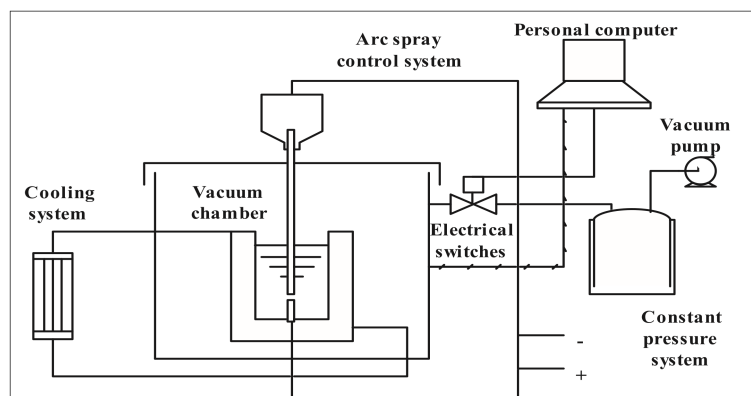 Personal computer
Arc spray
control system
Vacuum
pump
Cooling
system
Vacuum
chamber
Electrical
switches
Constant
pressure
system
-
+